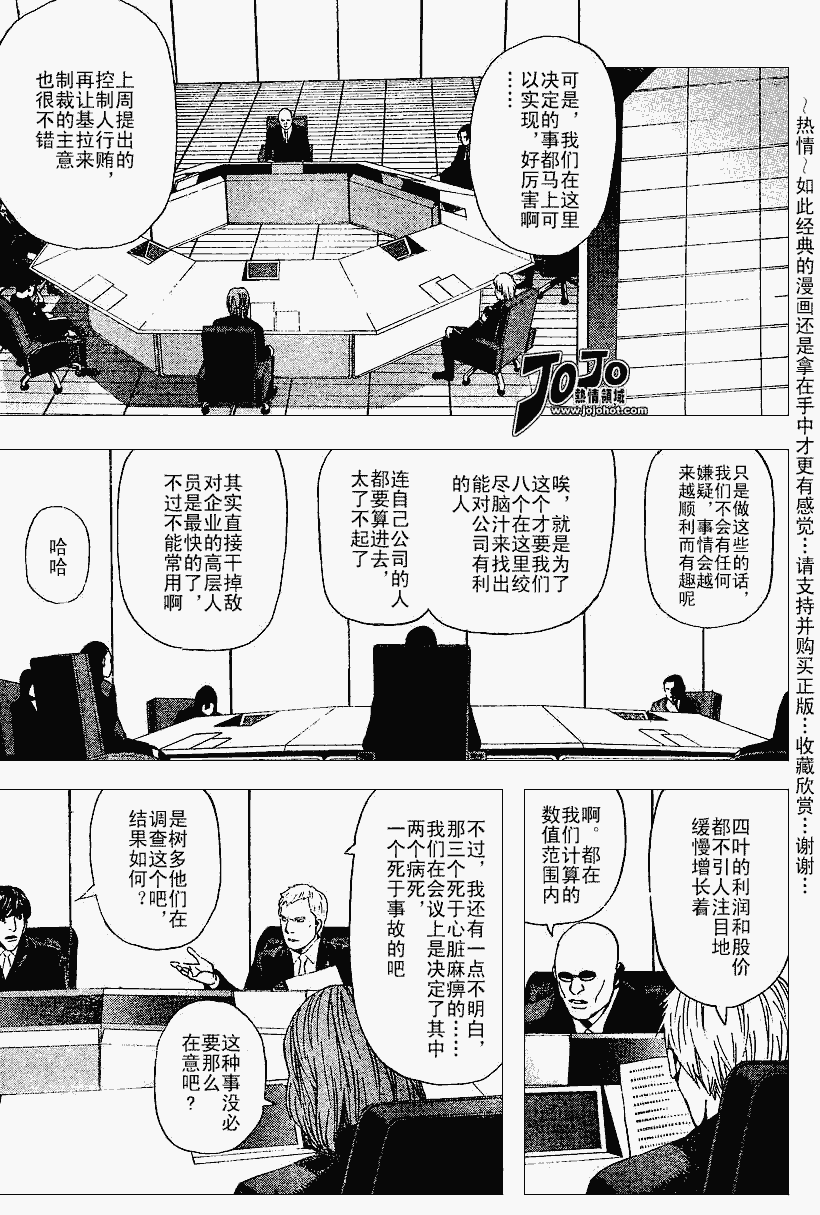 可是，我们在这里
决定的事都马上可
以实现，好厉害啊
……
上周提出的
控制人行贿，
再让基拉来
制裁的主意
也很不错
JOJO
熱情領域
www.jojohot.com
只是做这些的话，
我们不会有任何
嫌疑，事情会越
来越顺利而有趣呢
唉，就是为了
这个才要我们
八个在这里绞
尽脑汁来找出
能对公司有利
的人
连自己公司的人
都要算进去，
太了不起了
其实直接干掉敌
对企业的高层人
员是最快的了，
不过不能常用啊
哈
哈
四叶的利润和股价
都不引人注目地
缓慢增长着
啊。都在
我们计算的
数值范围内
不过，我还有一点不明白，
那三个死于心脏麻痹的……
我们在会议上是决定了其中
两个病死，
一个死于事故的吧
是树多他们在
调查这个吧，
结果如何？
这种事没必
要那么
在意吧？
～热情～如此经典的漫画还是拿在手中才更有感觉…请支持并购买正版…收藏欣赏…谢谢…